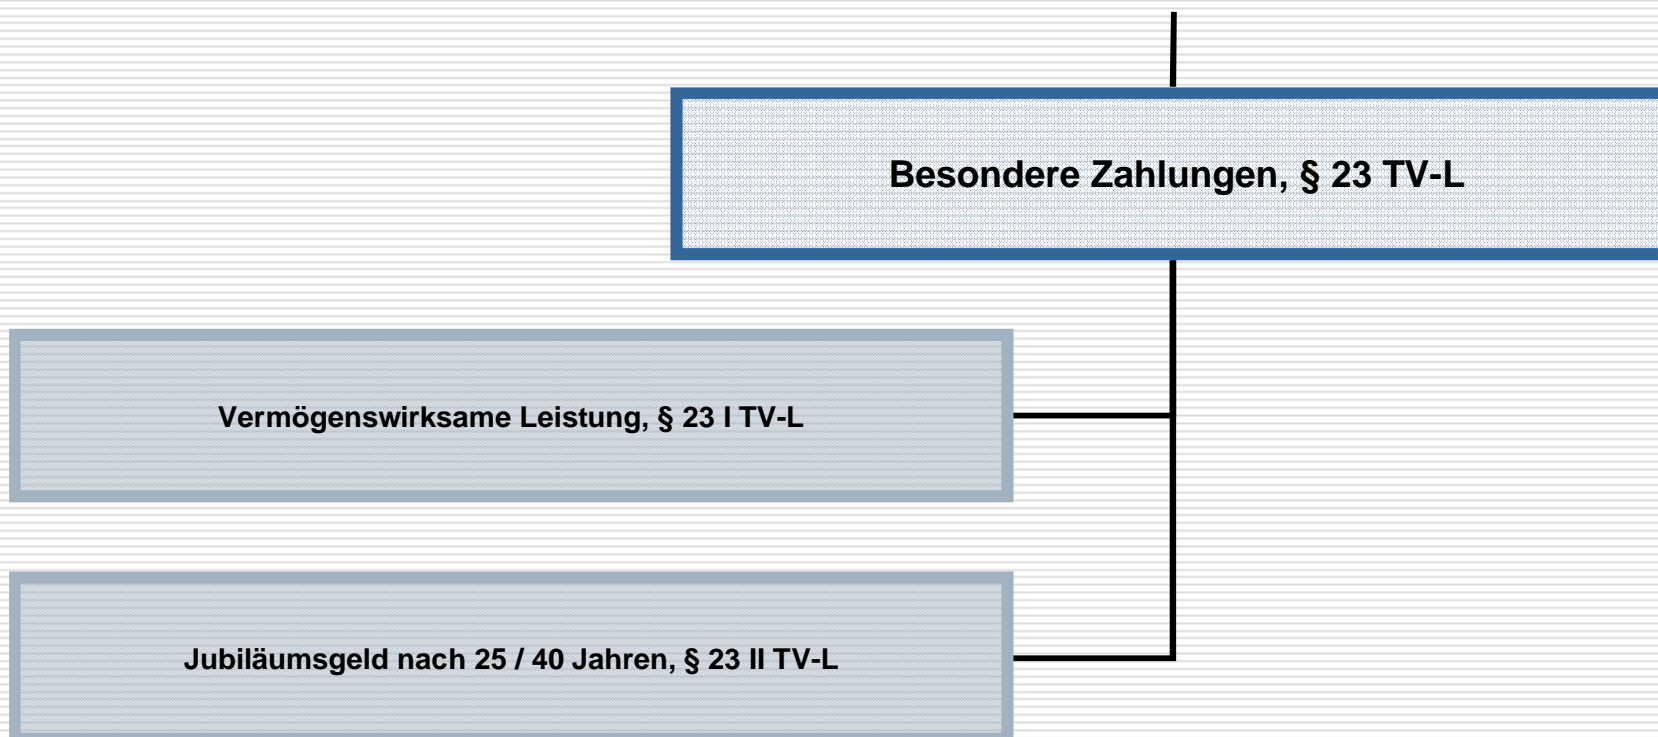 Besondere Zahlungen, § 23 TV-L
Vermögenswirksame Leistung, § 23 I TV-L
Jubiläumsgeld nach 25 / 40 Jahren, § 23 II TV-L